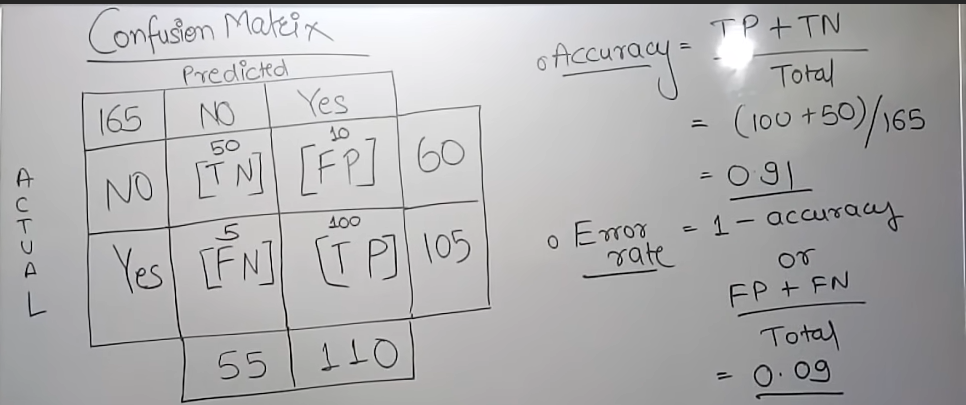 Confusion Matrix
Predicted
165 NO Yes
ACTUAL
NO 50 [TN] 10 [FP] 60
Yes 5 [FN] 100 [TP] 105
55 110
Accuracy = TP + TN
Total
= (100 + 50)/165
= 0.91
Error rate = 1 - accuracy
or
FP + FN
Total
= 0.09